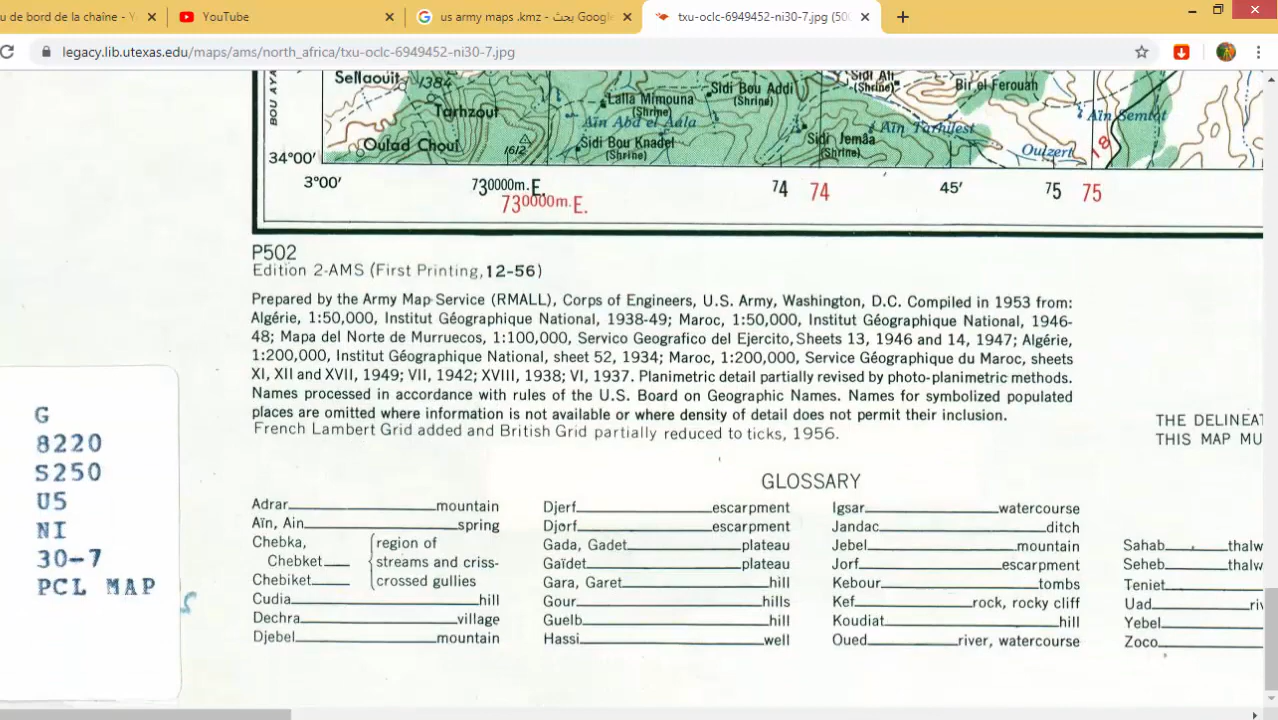 u de bord de la chaîne - Y
YouTube
us army maps .kmz - بحث Google
txu-oclc-6949452-ni30-7.jpg (500
legacy.lib.utexas.edu/maps/ams/north_africa/txu-oclc-6949452-ni30-7.jpg
BOU AYA
Sellaouit
1384
Tarhzout
Oulad Choui
1612
Lalla Mimouna
(Shrine)
Aïn Abd el Aala
Sidi Bou Knadel
(Shrine)
Sidi Bou Addi
(Shrine)
Sidi Ali
(Shrine)
Bir el Ferouah
Sidi Jemâa
(Shrine)
Aïn Tarhilest
Aïn Semtat
Oulzert
18
34°00'
3°00'
730000m.E.
74
74
45'
75
75
730000m.E.
P502
Edition 2-AMS (First Printing, 12-56)
Prepared by the Army Map Service (RMALL), Corps of Engineers, U.S. Army, Washington, D.C. Compiled in 1953 from:
Algérie, 1:50,000, Institut Géographique National, 1938-49; Maroc, 1:50,000, Institut Géographique National, 1946-
48; Mapa del Norte de Murruecos, 1:100,000, Servico Geografico del Ejercito, Sheets 13, 1946 and 14, 1947; Algérie,
1:200,000, Institut Géographique National, sheet 52, 1934; Maroc, 1:200,000, Service Géographique du Maroc, sheets
XI, XII and XVII, 1949; VII, 1942; XVIII, 1938; VI, 1937. Planimetric detail partially revised by photo-planimetric methods.
Names processed in accordance with rules of the U.S. Board on Geographic Names. Names for symbolized populated
places are omitted where information is not available or where density of detail does not permit their inclusion.
French Lambert Grid added and British Grid partially reduced to ticks, 1956.
THE DELINEAT
THIS MAP MU
G
8220
S250
U5
NI
30-7
PCL MAP
GLOSSARY
Adrar mountain
Aïn, Ain spring
Chebka,
Chebket
Chebiket
region of
streams and criss-
crossed gullies
Cudia hill
Dechra village
Djebel mountain
Djerf escarpment
Djorf escarpment
Gada, Gadet plateau
Gaïdet plateau
Gara, Garet hill
Gour hills
Guelb hill
Hassi well
Igsar watercourse
Jandac ditch
Jebel mountain
Jorf escarpment
Kebour tombs
Kef rock, rocky cliff
Koudiat hill
Oued river, watercourse
Sahab thalw
Seheb thalw
Teniet
Uad riv
Yebel
Zoco